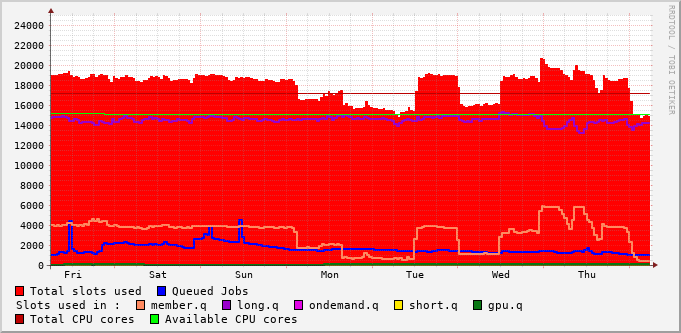 RRDTOOL / TOBI OETIKER
24000
22000
20000
18000
16000
14000
12000
10000
8000
6000
4000
2000
0
Fri Sat Sun Mon Tue Wed Thu
Total slots used Queued Jobs
Slots used in : member.q long.q ondemand.q short.q gpu.q
Total CPU cores Available CPU cores